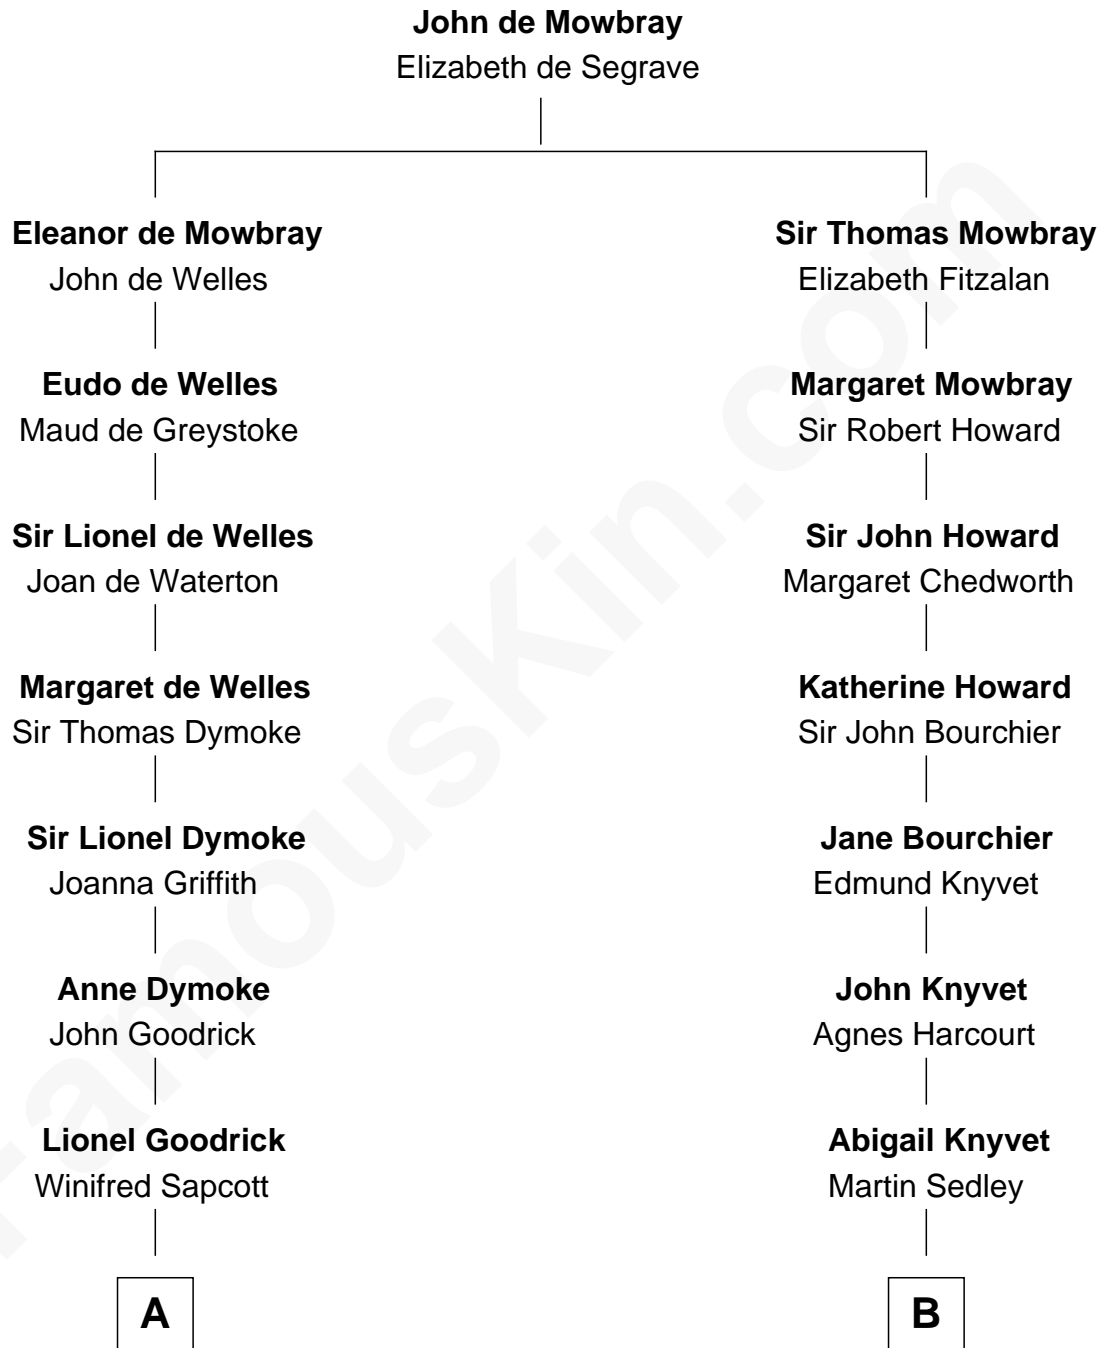 John de Mowbray
Elizabeth de Segrave
Eleanor de Mowbray
John de Welles
Sir Thomas Mowbray
Elizabeth Fitzalan
Eudo de Welles
Maud de Greystoke
Margaret Mowbray
Sir Robert Howard
Sir Lionel de Welles
Joan de Waterton
Sir John Howard
Margaret Chedworth
Margaret de Welles
Sir Thomas Dymoke
Katherine Howard
Sir John Bourchier
Sir Lionel Dymoke
Joanna Griffith
Jane Bourchier
Edmund Knyvet
Anne Dymoke
John Goodrick
John Knyvet
Agnes Harcourt
Lionel Goodrick
Winifred Sapcott
Abigail Knyvet
Martin Sedley
A
B
FamousKin.com